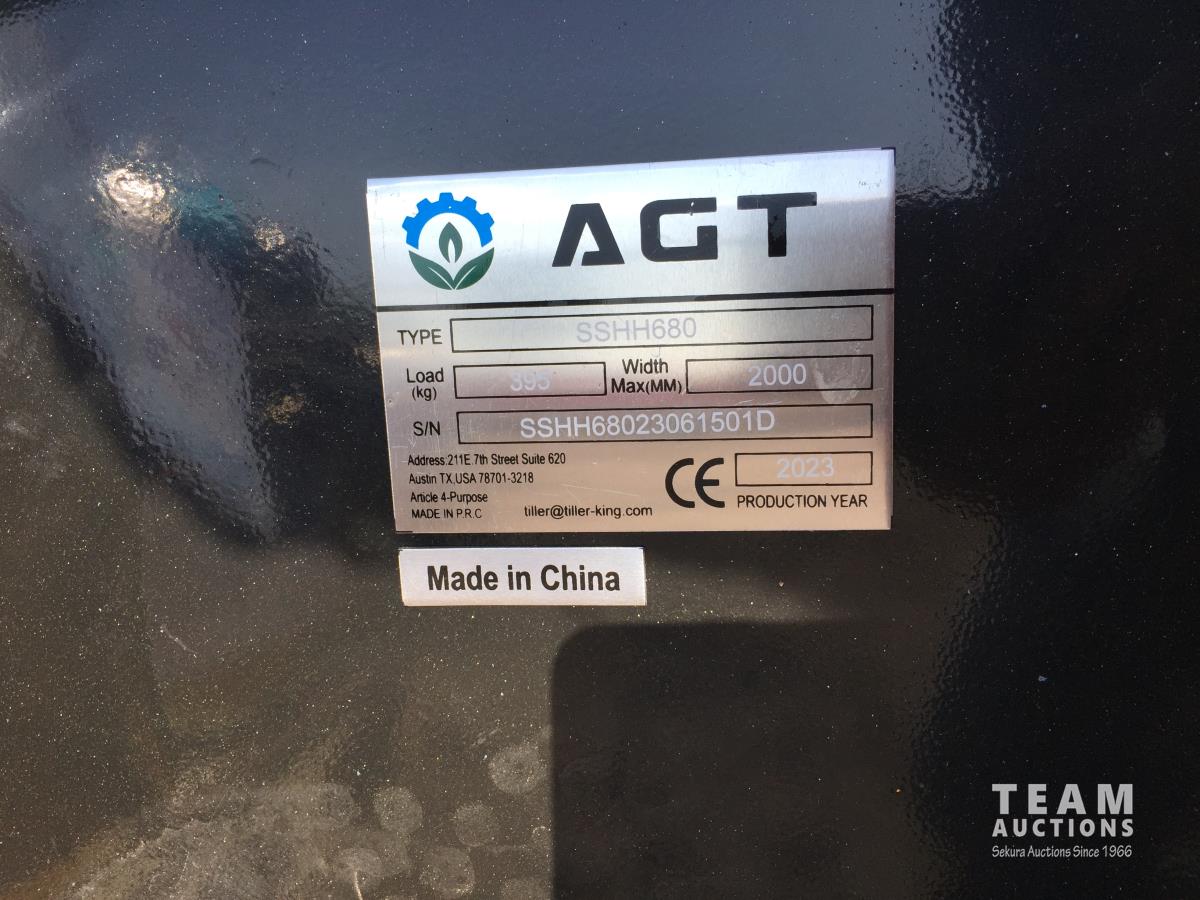 AGT
TYPE SSHH680
Load (kg) 395 Width Max(MM) 2000
S/N SSHH68023061501D
Address:211E.7th Street Suite 620
Austin TX,USA 78701-3218
Article 4-Purpose
MADE IN P.R.C
tiller@tiller-king.com
CE
2023
PRODUCTION YEAR
Made in China
TEAM
AUCTIONS
Sekura Auctions Since 1966